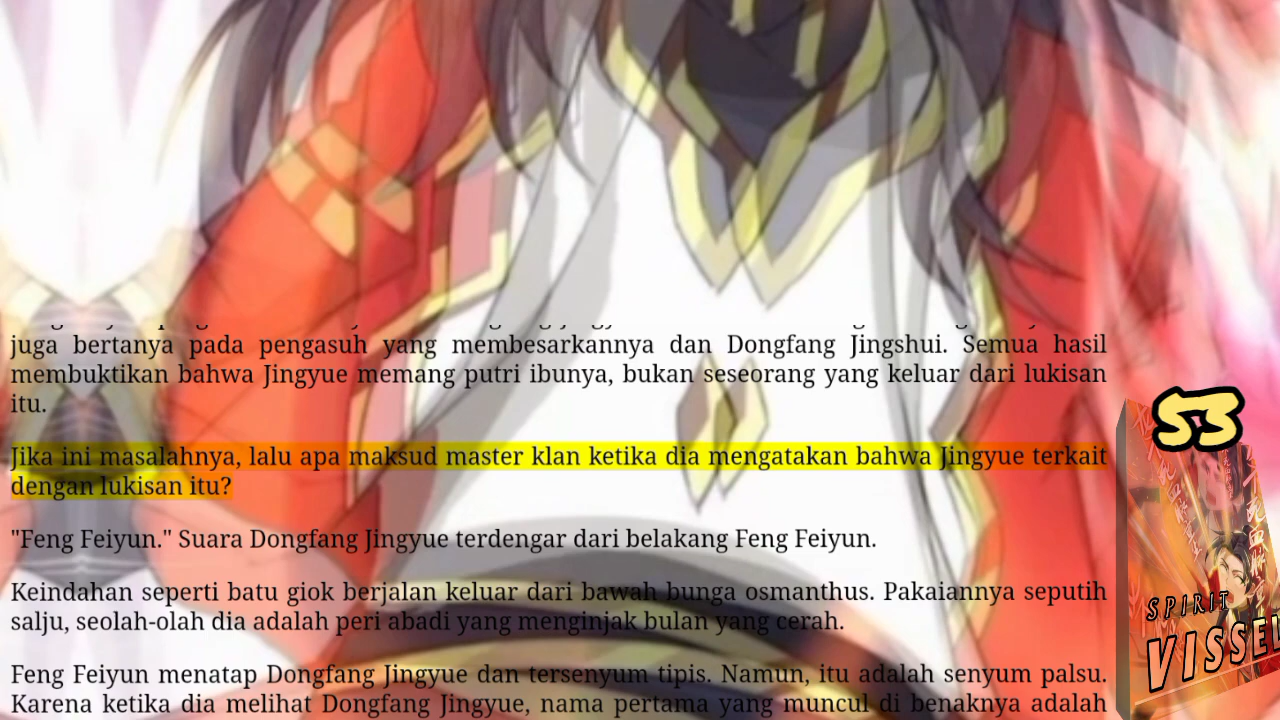 juga bertanya pada pengasuh yang membesarkannya dan Dongfang Jingshui. Semua hasil
membuktikan bahwa Jingyue memang putri ibunya, bukan seseorang yang keluar dari lukisan
itu.
Jika ini masalahnya, lalu apa maksud master klan ketika dia mengatakan bahwa Jingyue terkait
dengan lukisan itu?
"Feng Feiyun." Suara Dongfang Jingyue terdengar dari belakang Feng Feiyun.
Keindahan seperti batu giok berjalan keluar dari bawah bunga osmanthus. Pakaiannya seputih
salju, seolah-olah dia adalah peri abadi yang menginjak bulan yang cerah.
Feng Feiyun menatap Dongfang Jingyue dan tersenyum tipis. Namun, itu adalah senyum palsu.
Karena ketika dia melihat Dongfang Jingyue, nama pertama yang muncul di benaknya adalah
53
SPIRIT
VISSEL